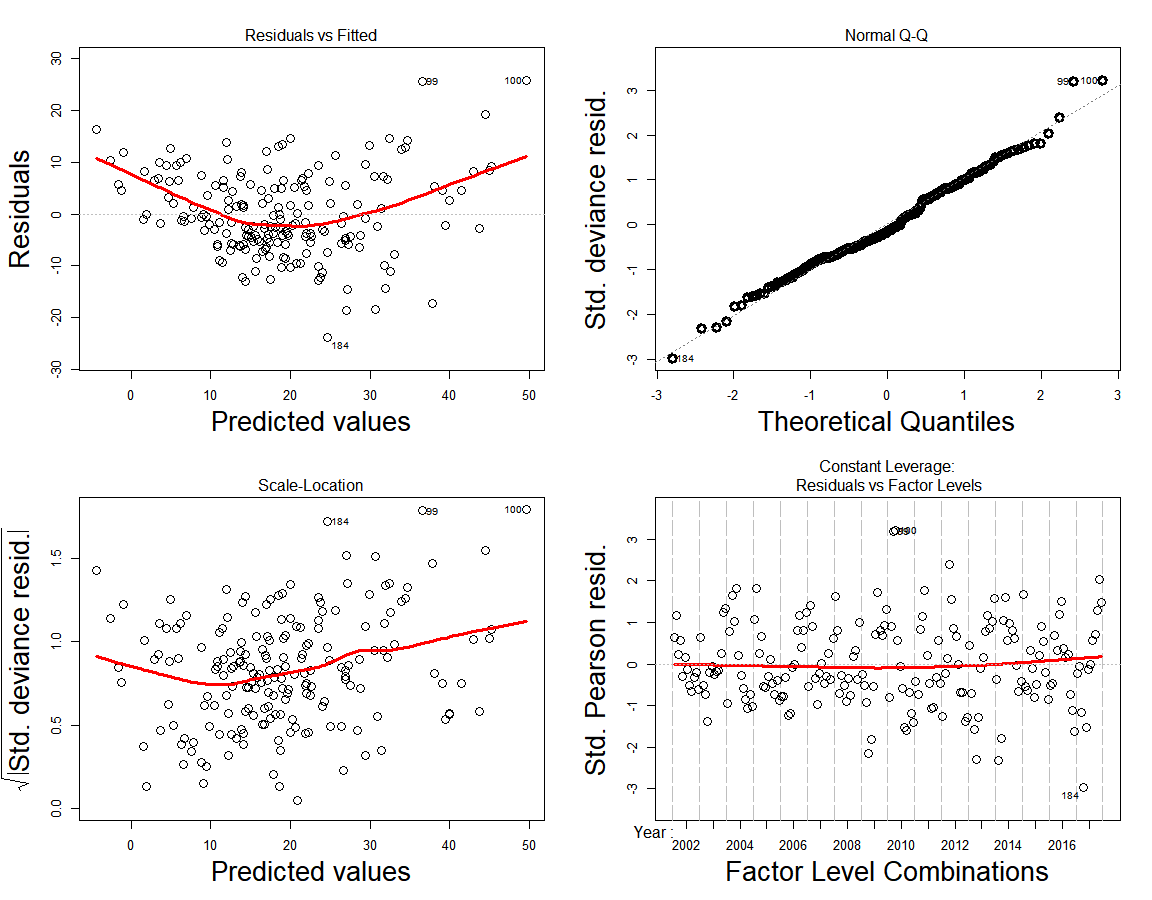 Residuals vs Fitted
Residuals
30
20
10
0
-10
-20
-30
99
100
184
0 10 20 30 40 50
Predicted values
Normal Q-Q
Std. deviance resid.
3
2
1
0
-1
-2
-3
99 100
184
-3 -2 -1 0 1 2 3
Theoretical Quantiles
Scale-Location
√|Std. deviance resid.|
1.5
1.0
0.5
0.0
184
99
100
0 10 20 30 40 50
Predicted values
Constant Leverage:
Residuals vs Factor Levels
Std. Pearson resid.
3
2
1
0
-1
-2
-3
184
Year :
2002 2004 2006 2008 2010 2012 2014 2016
Factor Level Combinations